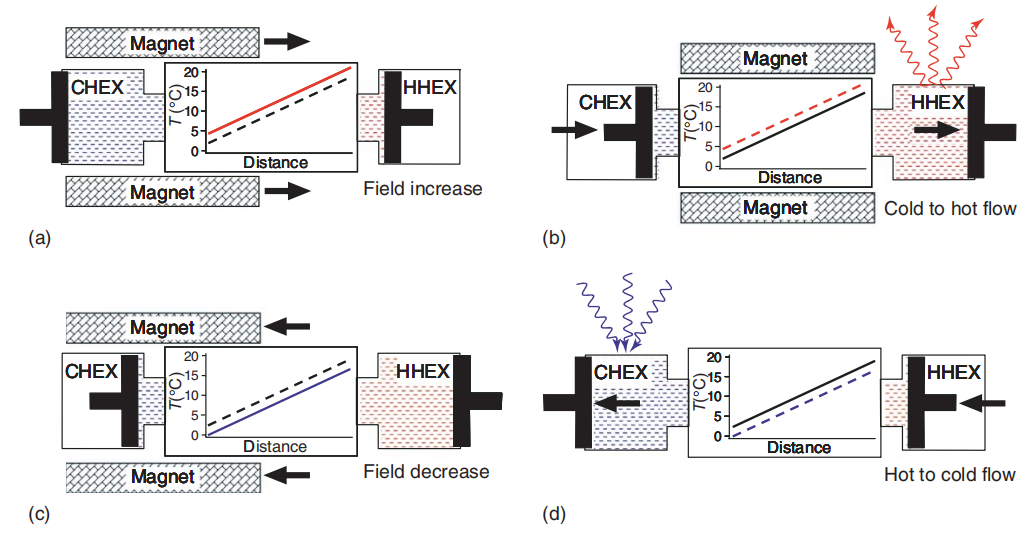 Magnet
CHEX
HHEX
T (°C)
20
15
10
5
0
Distance
Magnet
Field increase
(a)
Magnet
CHEX
HHEX
T(°C)
20
15
10
5
0
Distance
Magnet
Cold to hot flow
(b)
Magnet
CHEX
HHEX
T(°C)
20
15
10
5
0
Distance
Magnet
Field decrease
(c)
CHEX
HHEX
T(°C)
20
15
10
5
0
Distance
Hot to cold flow
(d)